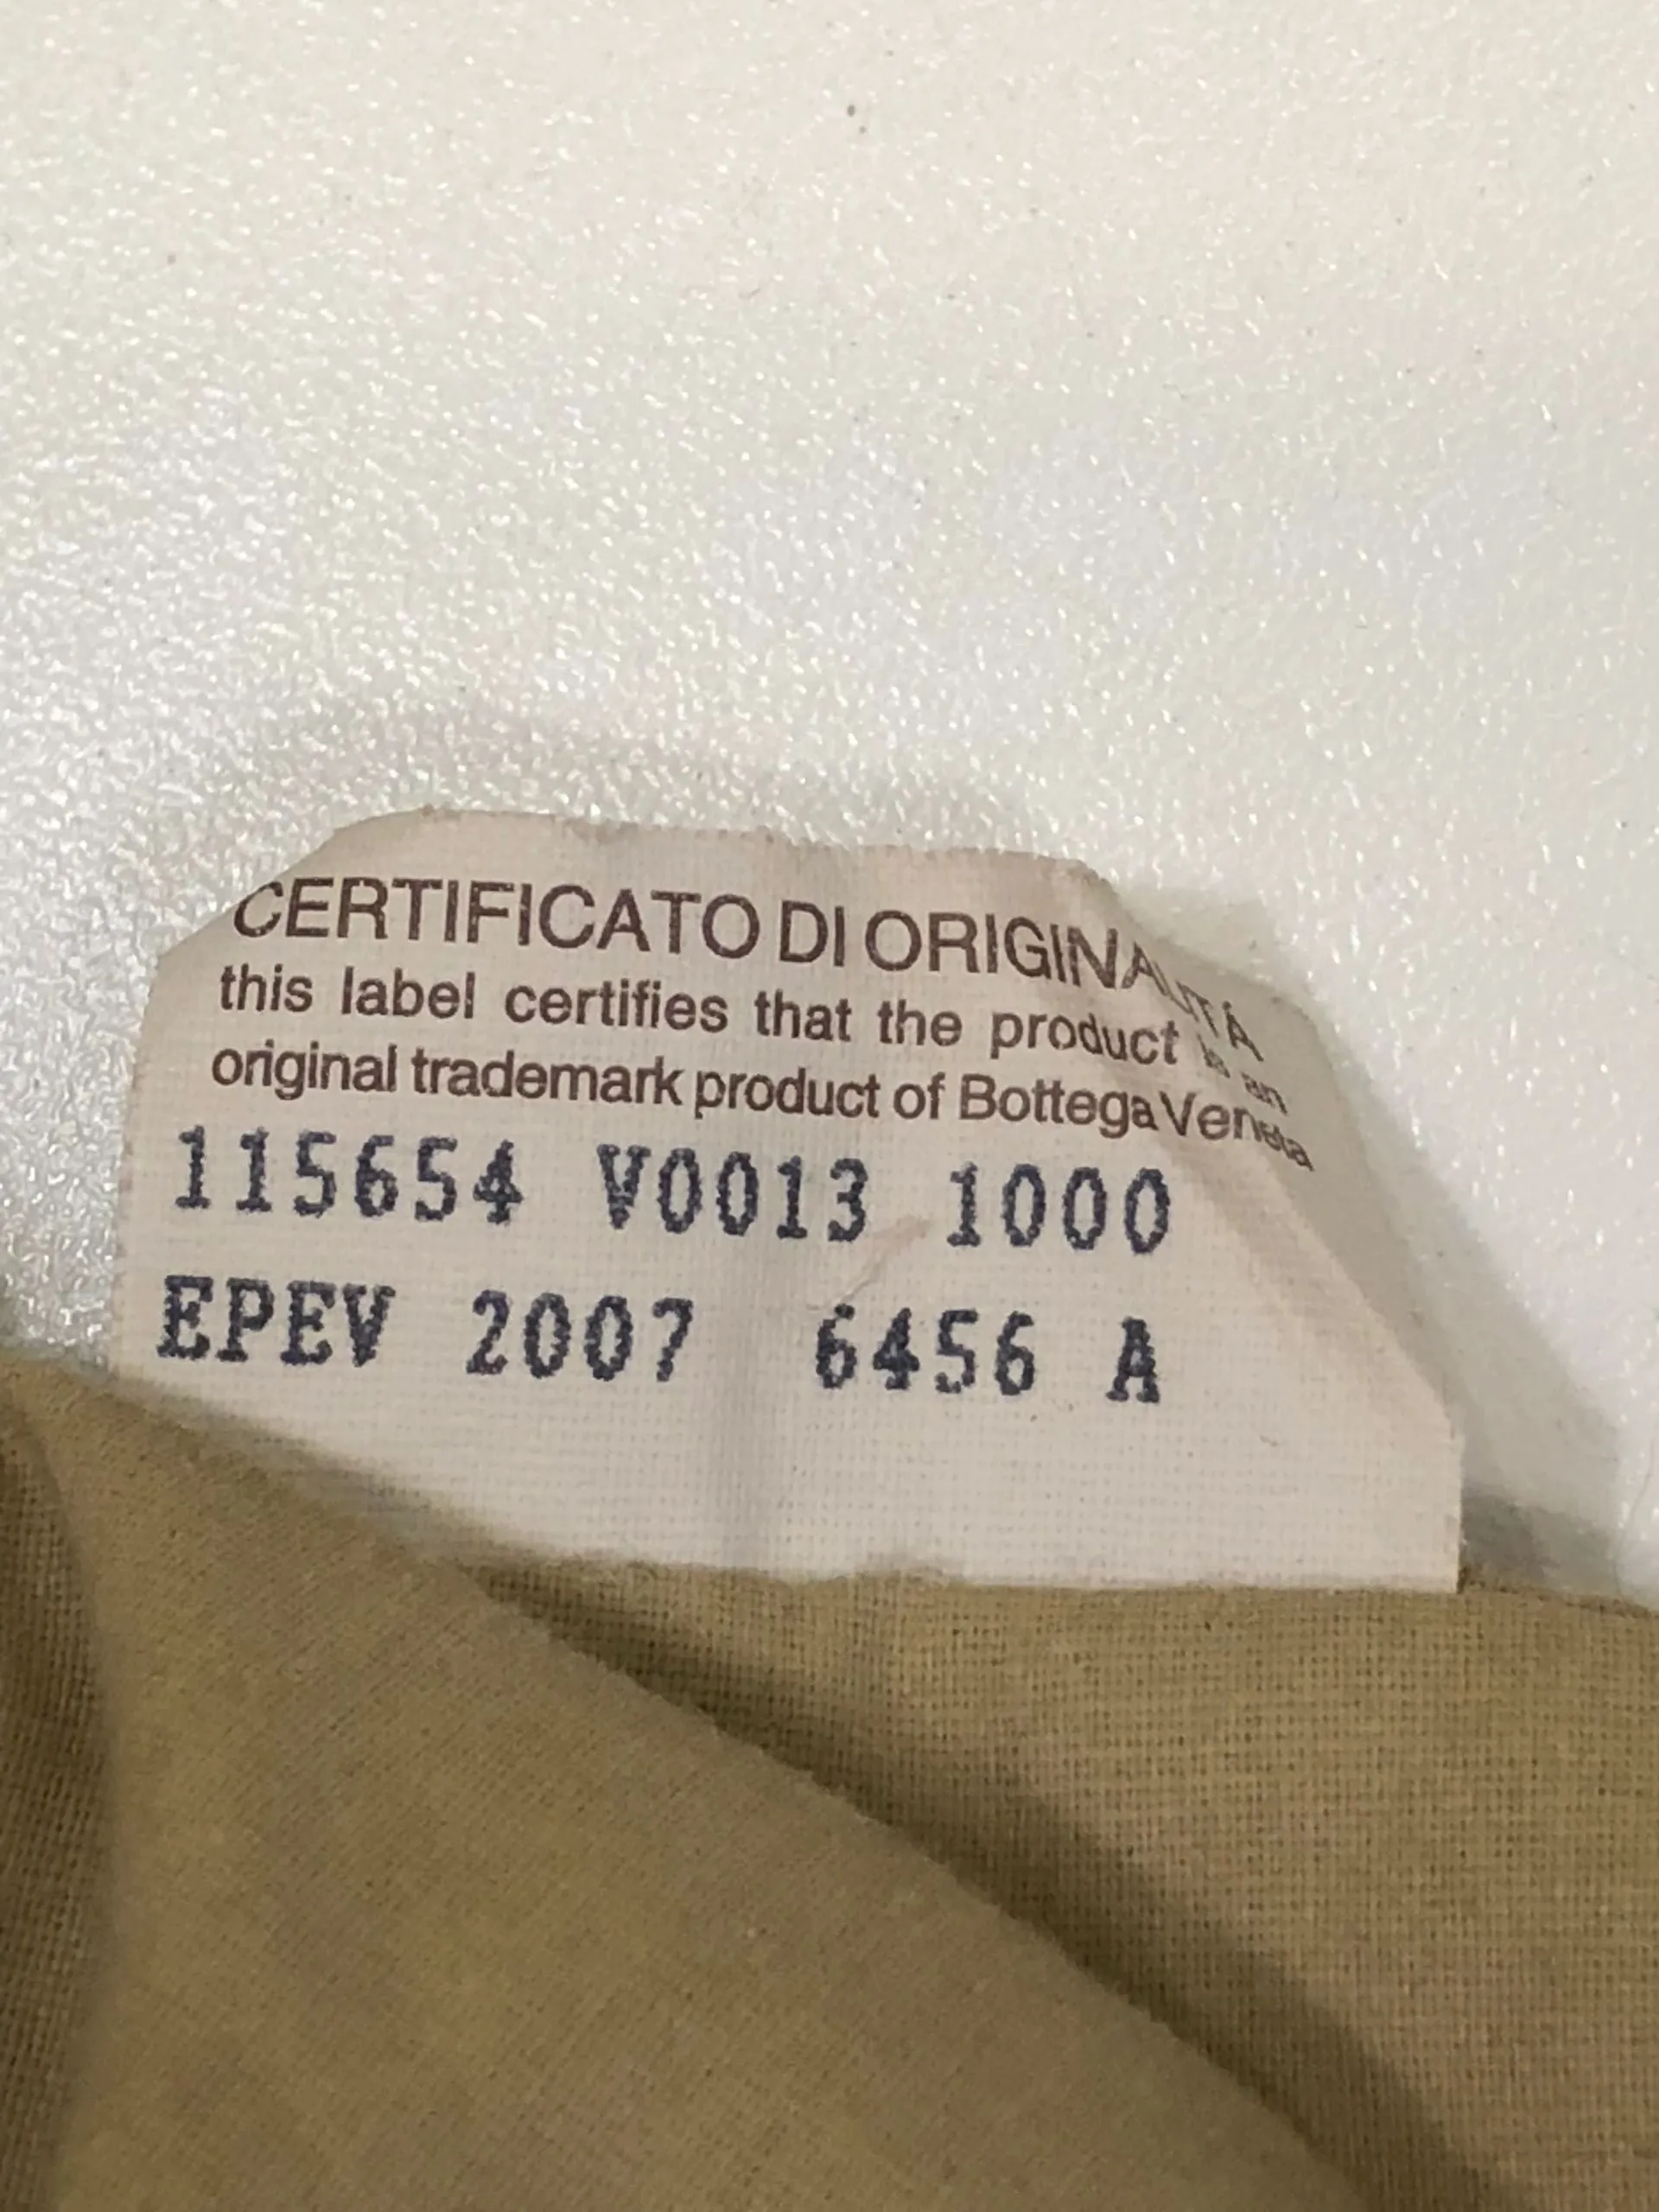 CERTIFICATO DI ORIGINALITÀ
this label certifies that the product is an
original trademark product of Bottega Veneta
115654 V0013 1000
EPEV 2007 6456 A